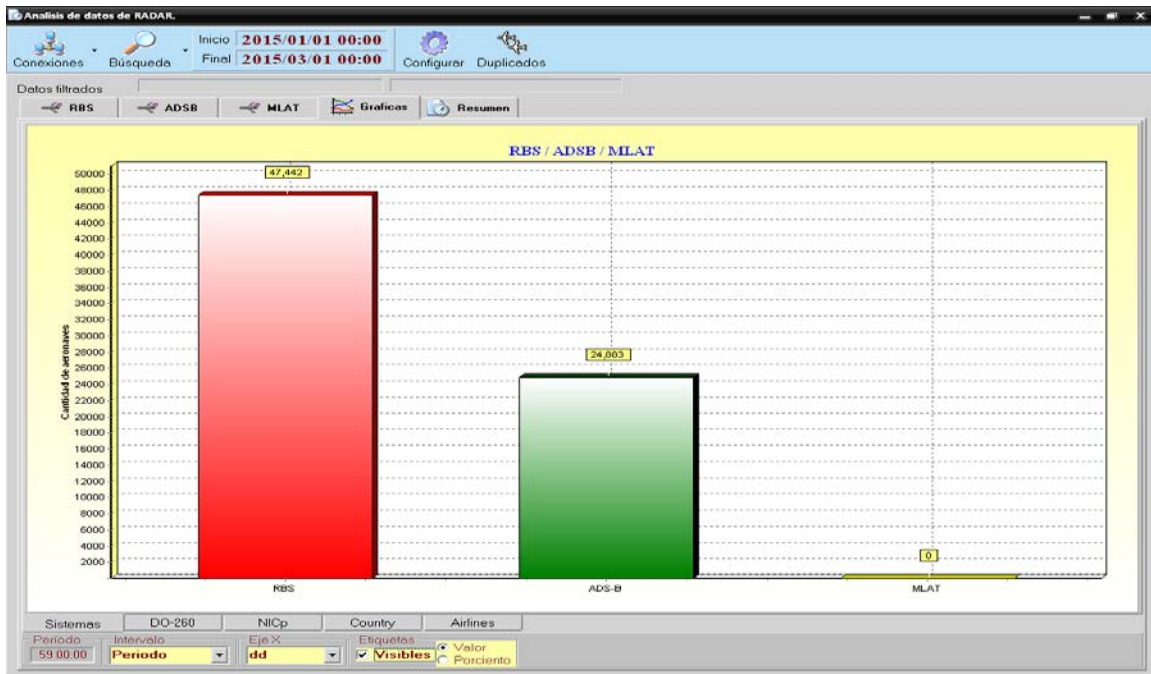 Analisis de datos de RADAR.
Conexiones
Búsqueda
Inicio 2015/01/01 00:00
Final 2015/03/01 00:00
Configurar
Duplicados
Datos filtrados
RBS
ADSB
MLAT
Graficas
Resumen
RBS / ADSB / MLAT
Cantidad de aeronaves
50000
48000
46000
44000
42000
40000
38000
36000
34000
32000
30000
28000
26000
24000
22000
20000
18000
16000
14000
12000
10000
8000
6000
4000
2000
47,442
24,803
0
RBS
ADS-B
MLAT
Sistemas
DO-260
NICp
Country
Airlines
Período
59 00:00
Intervalo
Periodo
Eje X
dd
Etiquetas
Visibles
Valor
Porciento